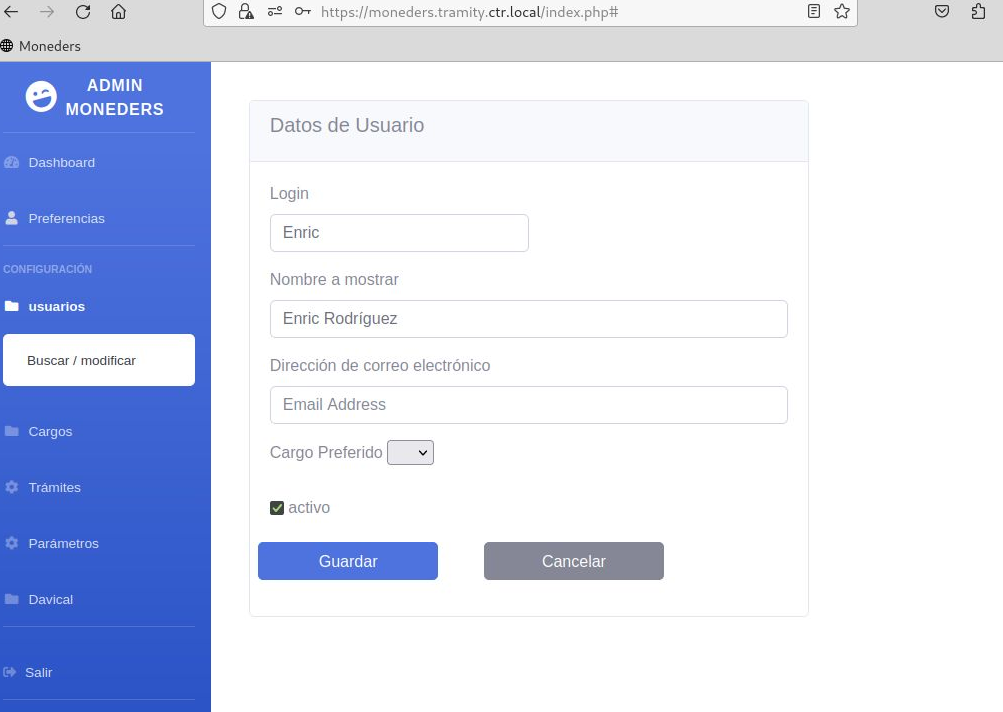 https://moneders.tramity.ctr.local/index.php#
Moneders
ADMIN
MONEDERS
Dashboard
Preferencias
CONFIGURACIÓN
usuarios
Buscar / modificar
Cargos
Trámites
Parámetros
Davical
Salir
Datos de Usuario
Login
Enric
Nombre a mostrar
Enric Rodríguez
Dirección de correo electrónico
Email Address
Cargo Preferido
activo
Guardar
Cancelar